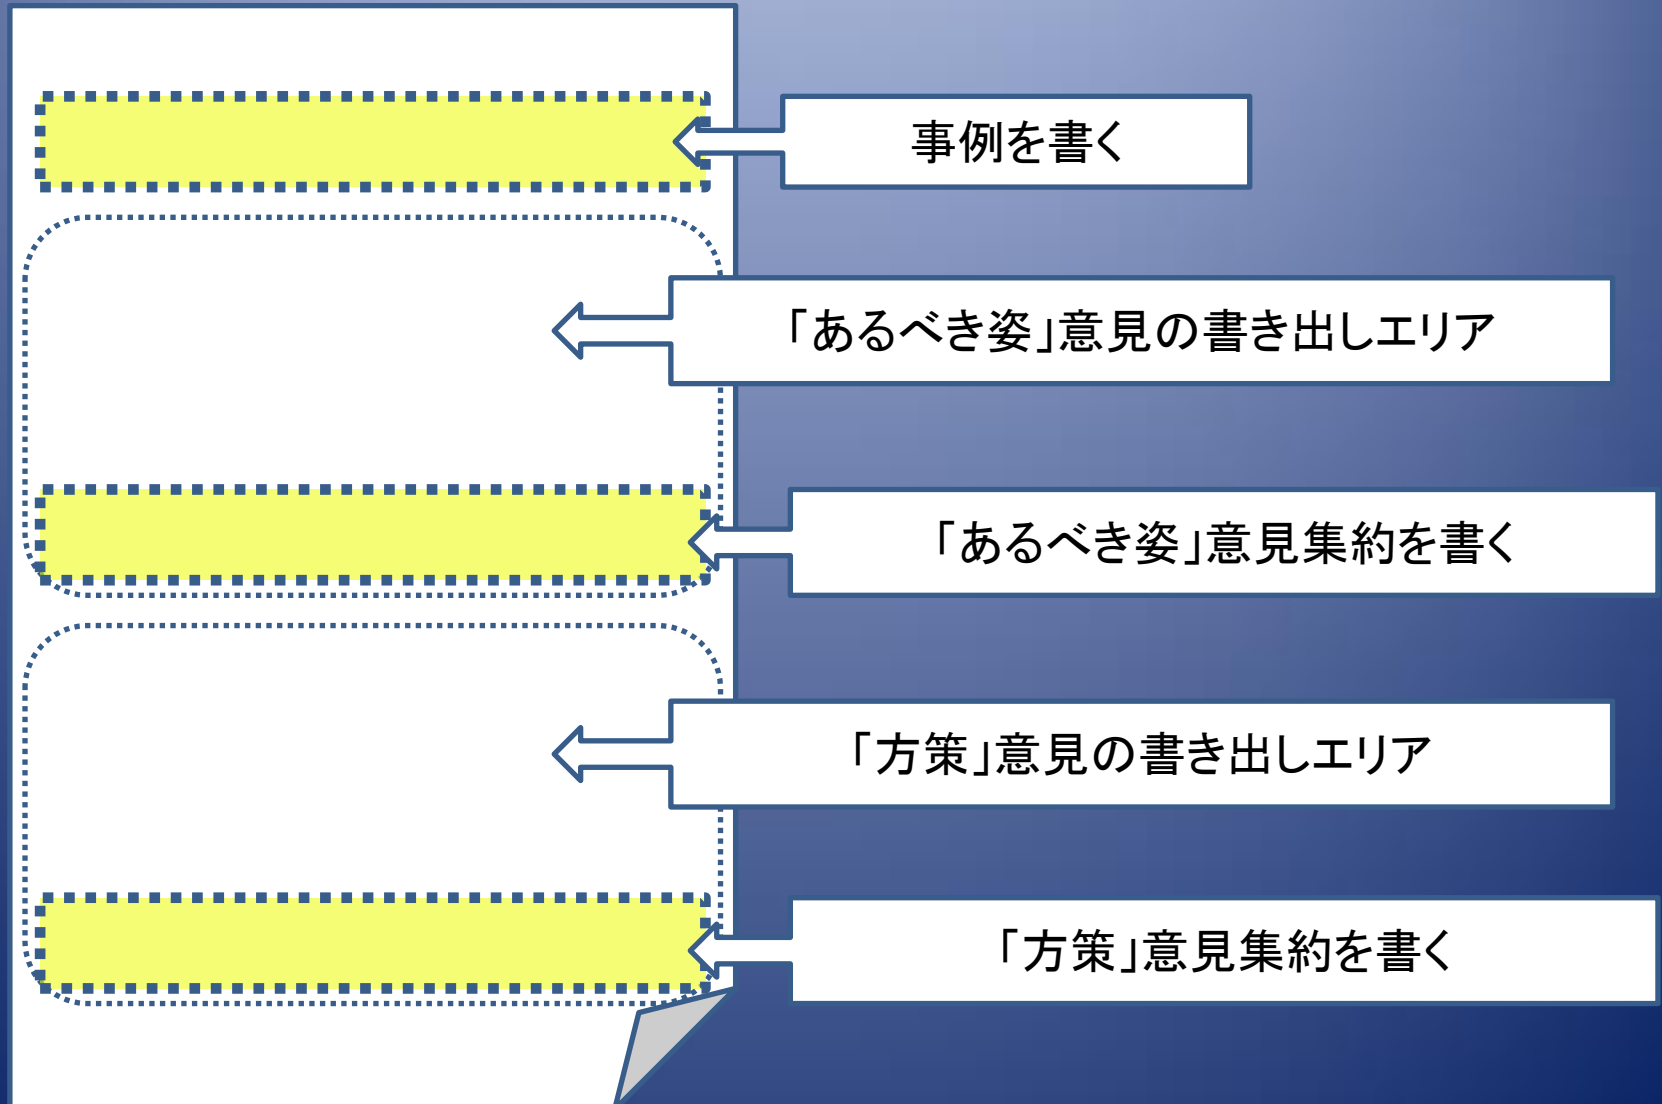 事例を書く
「あるべき姿」意見の書き出しエリア
「あるべき姿」意見集約を書く
「方策」意見の書き出しエリア
「方策」意見集約を書く